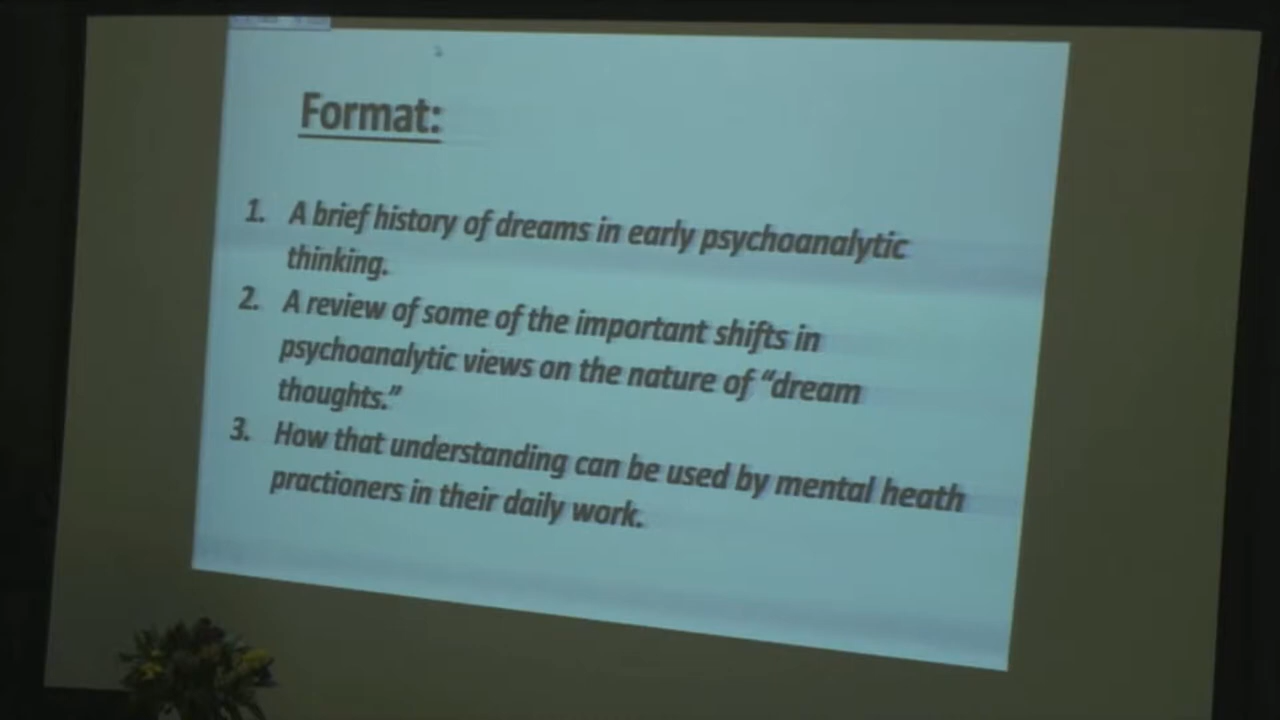 Format:
1. A brief history of dreams in early psychoanalytic
thinking.
2. A review of some of the important shifts in
psychoanalytic views on the nature of “dream
thoughts.”
3. How that understanding can be used by mental heath
practioners in their daily work.